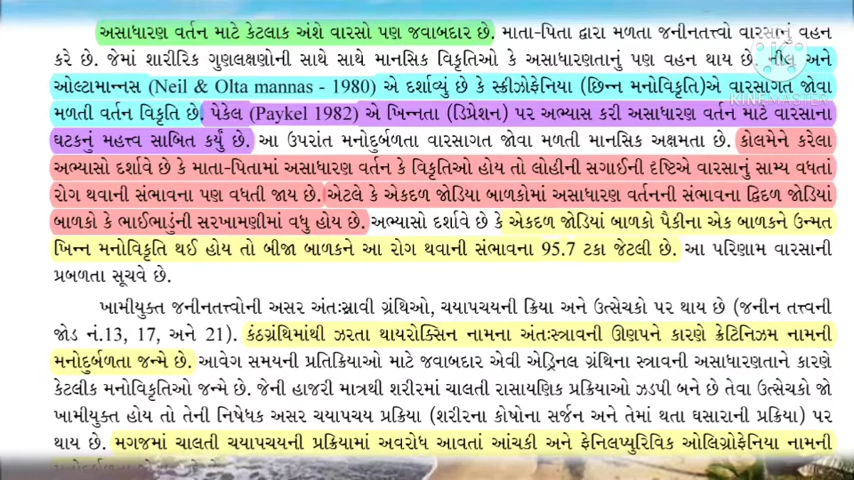 અસાધારણ વર્તન માટે કેટલાક અંશે વારસો પણ જવાબદાર છે. માતા-પિતા દ્વારા મળતા જનીનતત્ત્વો વારસાનું વહન
કરે છે. જેમાં શારીરિક ગુણલક્ષણોની સાથે સાથે માનસિક વિકૃતિઓ કે અસાધારણતાનું પણ વહન થાય છે. નીલ અને
ઓલ્ટામાન્નસ (Neil & Olta mannas - 1980) એ દર્શાવ્યું છે કે સ્ક્રીઝોફેનિયા (છિન્ન મનોવિકૃતિ)એ વારસાગત જોવા
મળતી વર્તન વિકૃતિ છે. પેકેલ (Paykel 1982) એ ખિન્નતા (ડિપ્રેશન) પર અભ્યાસ કરી અસાધારણ વર્તન માટે વારસાના
ઘટકનું મહત્ત્વ સાબિત કર્યું છે. આ ઉપરાંત મનોદુર્બળતા વારસાગત જોવા મળતી માનસિક અક્ષમતા છે. કોલમેને કરેલા
અભ્યાસો દર્શાવે છે કે માતા-પિતામાં અસાધારણ વર્તન કે વિકૃતિઓ હોય તો લોહીની સગાઈની દૃષ્ટિએ વારસાનું સામ્ય વધતાં
રોગ થવાની સંભાવના પણ વધતી જાય છે. એટલે કે એકદળ જોડિયા બાળકોમાં અસાધારણ વર્તનની સંભાવના દ્વિદળ જોડિયાં
બાળકો કે ભાઈભાડુંની સરખામણીમાં વધુ હોય છે. અભ્યાસો દર્શાવે છે કે એકદળ જોડિયાં બાળકો પૈકીના એક બાળકને ઉન્મત
ખિન્ન મનોવિકૃતિ થઈ હોય તો બીજા બાળકને આ રોગ થવાની સંભાવના 95.7 ટકા જેટલી છે. આ પરિણામ વારસાની
પ્રબળતા સૂચવે છે.
ખામીયુક્ત જનીનતત્ત્વોની અસર અંતઃસ્ત્રાવી ગ્રંથિઓ, ચયાપચયની ક્રિયા અને ઉત્સેચકો પર થાય છે (જનીન તત્ત્વની
જોડ નં.13, 17, અને 21). કંઠગ્રંથિમાંથી ઝરતા થાયરોક્સિન નામના અંતઃસ્ત્રાવની ઊણપને કારણે ક્રેટિનિઝમ નામની
મનોદુર્બળતા જન્મે છે. આવેગ સમયની પ્રતિક્રિયાઓ માટે જવાબદાર એવી એડ્રિનલ ગ્રંથિના સ્ત્રાવની અસાધારણતાને કારણે
કેટલીક મનોવિકૃતિઓ જન્મે છે. જેની હાજરી માત્રથી શરીરમાં ચાલતી રાસાયણિક પ્રક્રિયાઓ ઝડપી બને છે તેવા ઉત્સેચકો જો
ખામીયુક્ત હોય તો તેની નિષેધક અસર ચયાપચય પ્રક્રિયા (શરીરના કોષોના સર્જન અને તેમાં થતા ઘસારાની પ્રક્રિયા) પર
થાય છે. મગજમાં ચાલતી ચયાપચયની પ્રક્રિયામાં અવરોધ આવતાં આંચકી અને ફેનિલપ્યુરિવિક ઓલિગ્રોફેનિયા નામની
KINEMASTER